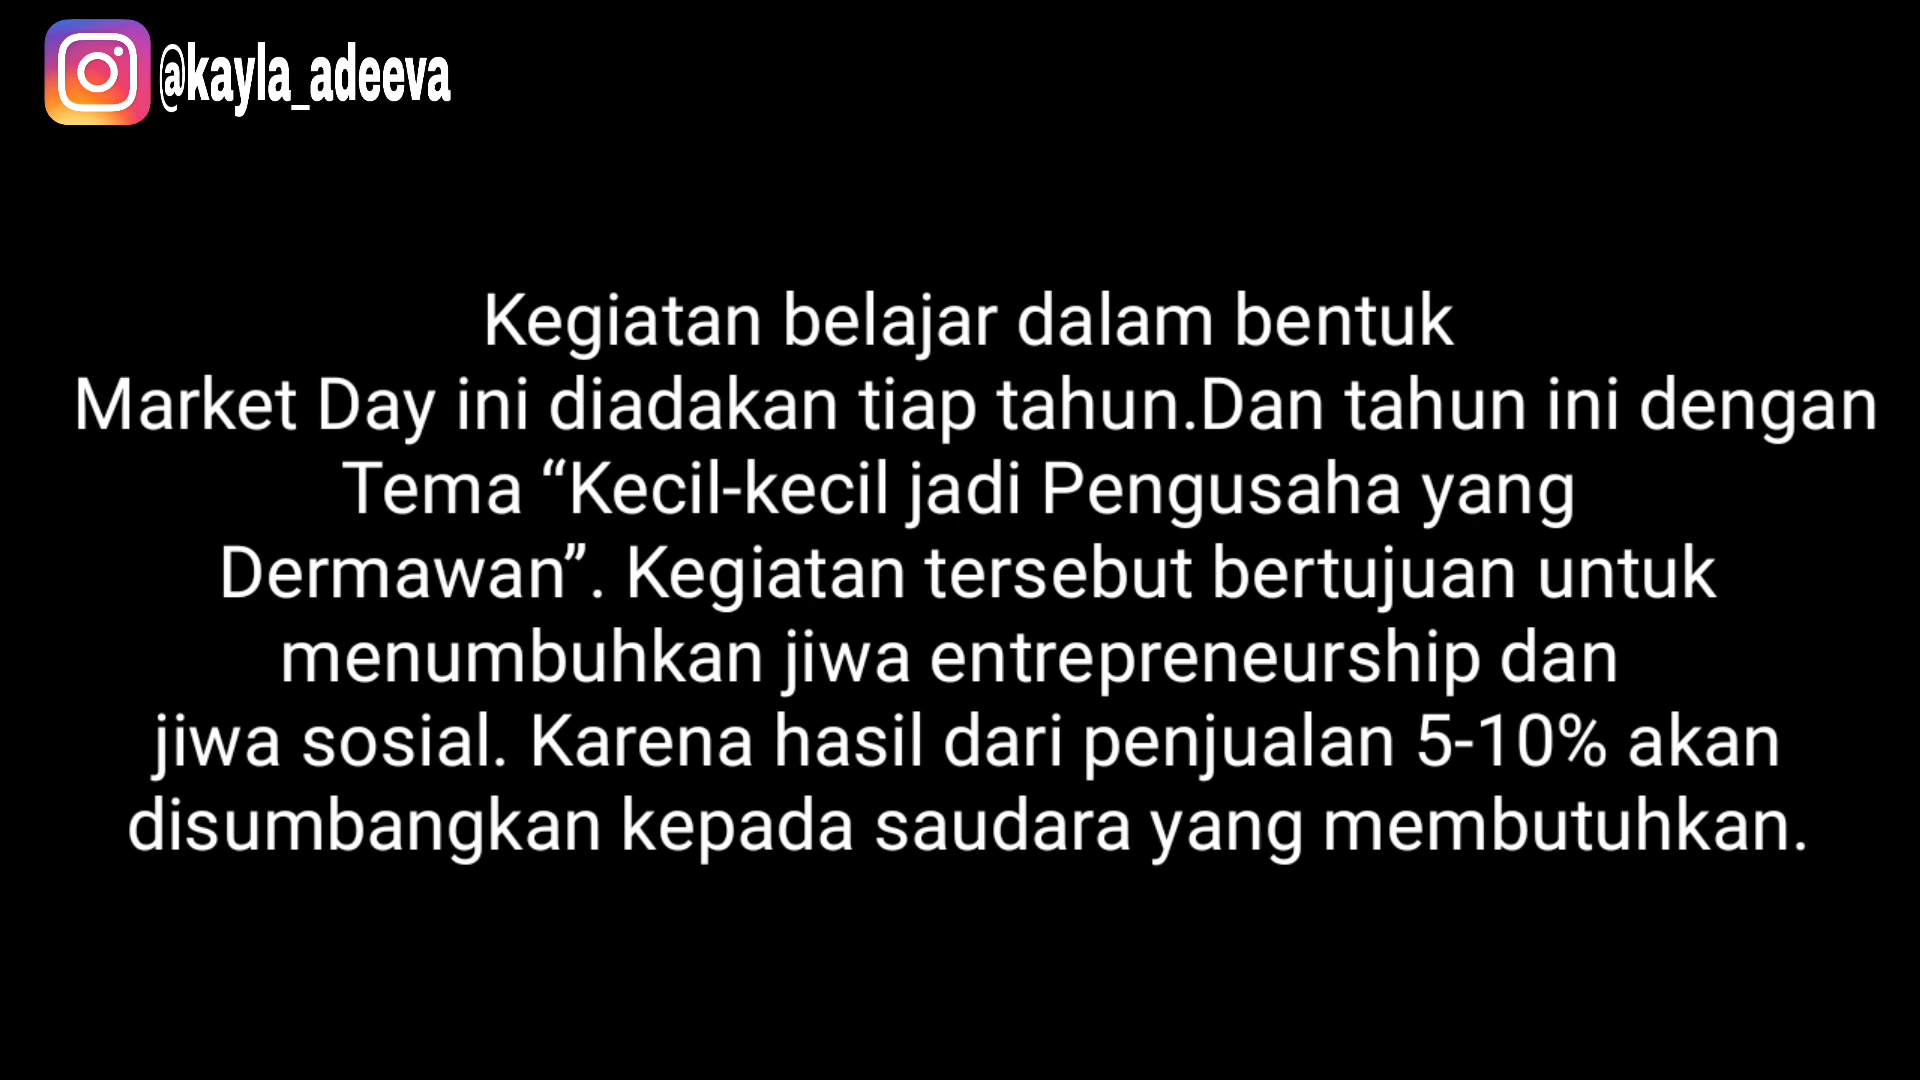 @kayla_adeeva
Kegiatan belajar dalam bentuk
Market Day ini diadakan tiap tahun.Dan tahun ini dengan
Tema “Kecil-kecil jadi Pengusaha yang
Dermawan”. Kegiatan tersebut bertujuan untuk
menumbuhkan jiwa entrepreneurship dan
jiwa sosial. Karena hasil dari penjualan 5-10% akan
disumbangkan kepada saudara yang membutuhkan.